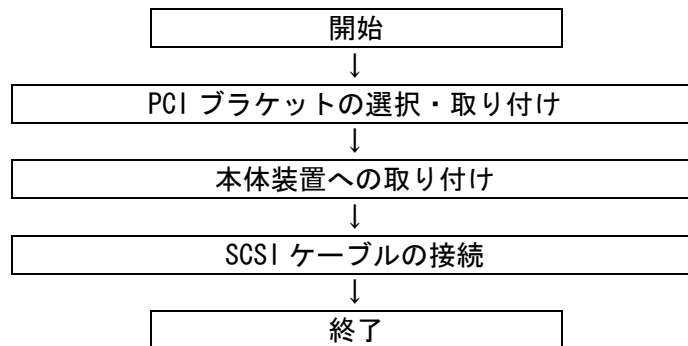 開始
↓
PCI ブラケットの選択・取り付け
↓
本体装置への取り付け
↓
SCSI ケーブルの接続
↓
終了